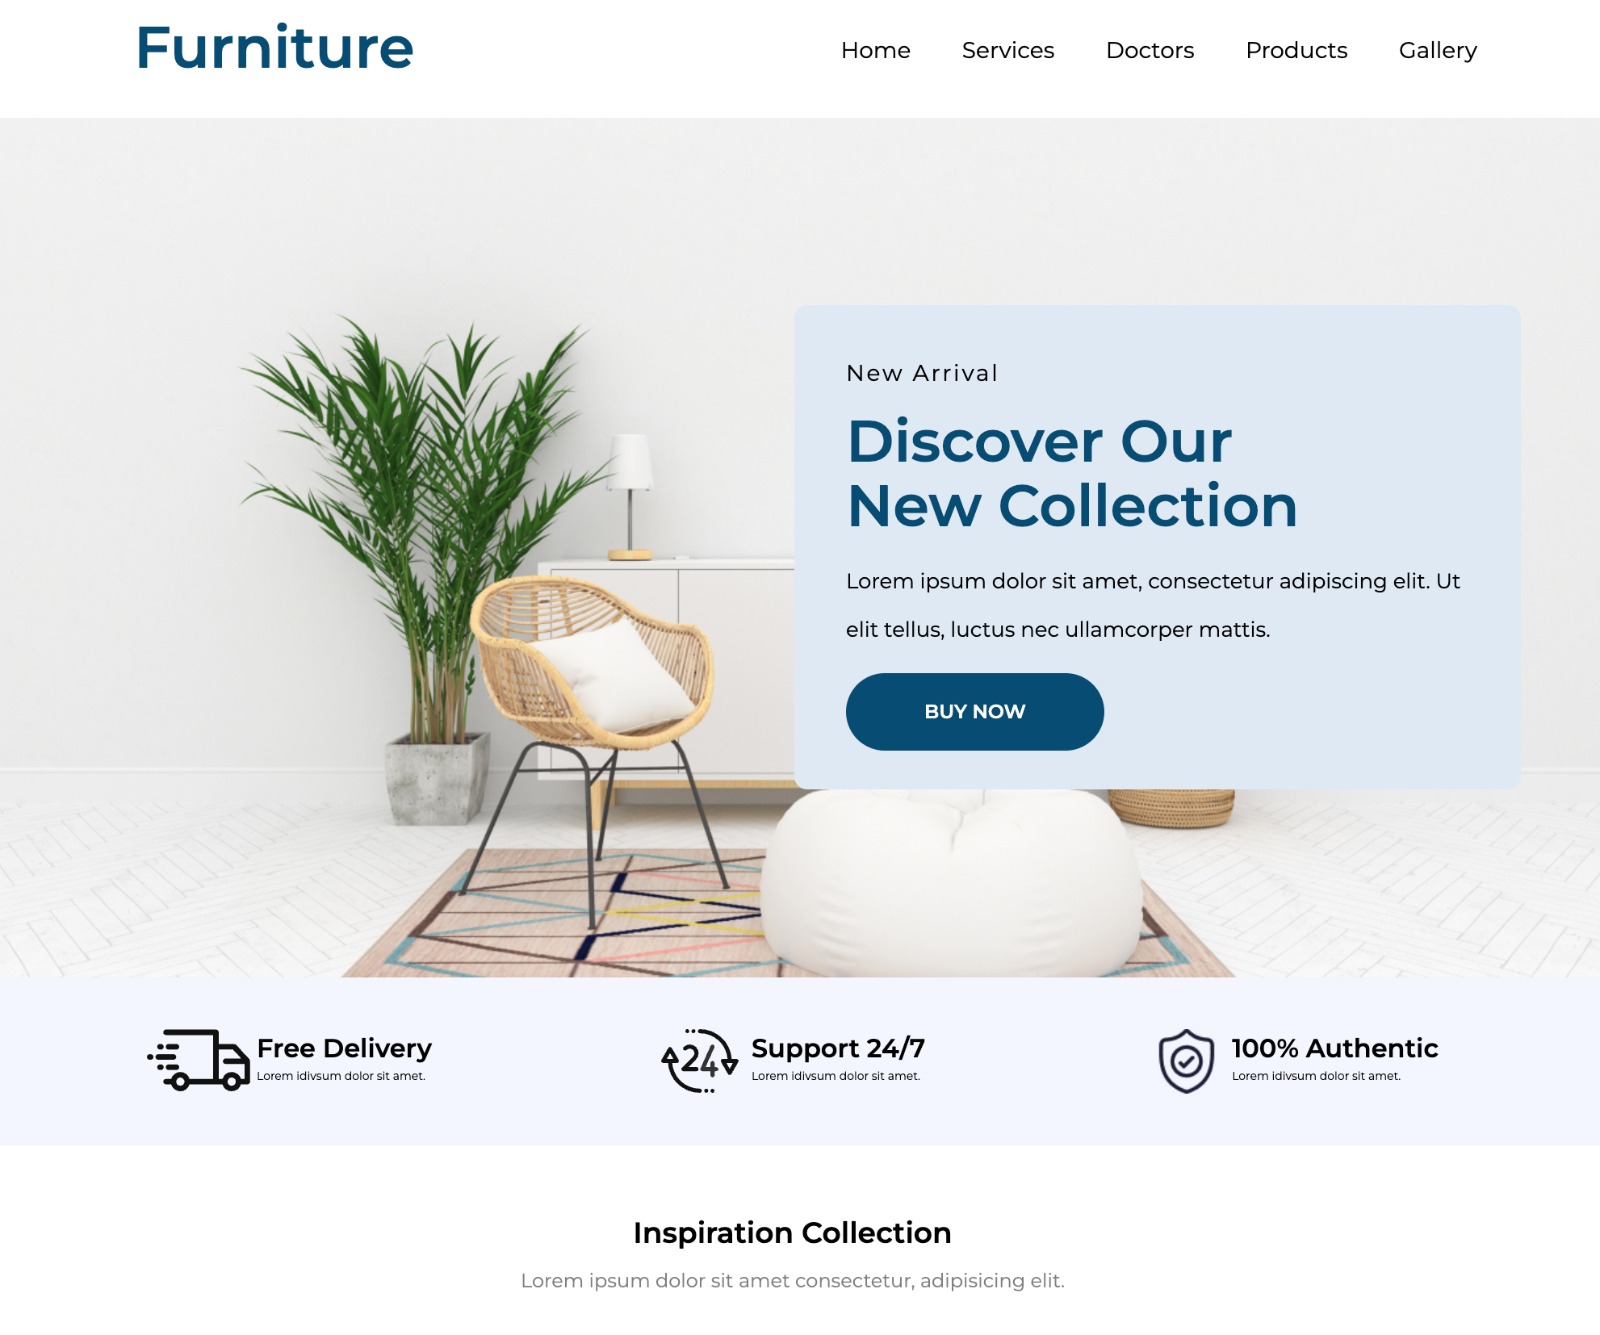 Furniture
Home Services Doctors Products Gallery
New Arrival
Discover Our
New Collection
Lorem ipsum dolor sit amet, consectetur adipiscing elit. Ut
elit tellus, luctus nec ullamcorper mattis.
BUY NOW
Free Delivery
Lorem idivsum dolor sit amet.
24
Support 24/7
Lorem idivsum dolor sit amet.
100% Authentic
Lorem idivsum dolor sit amet.
Inspiration Collection
Lorem ipsum dolor sit amet consectetur, adipisicing elit.